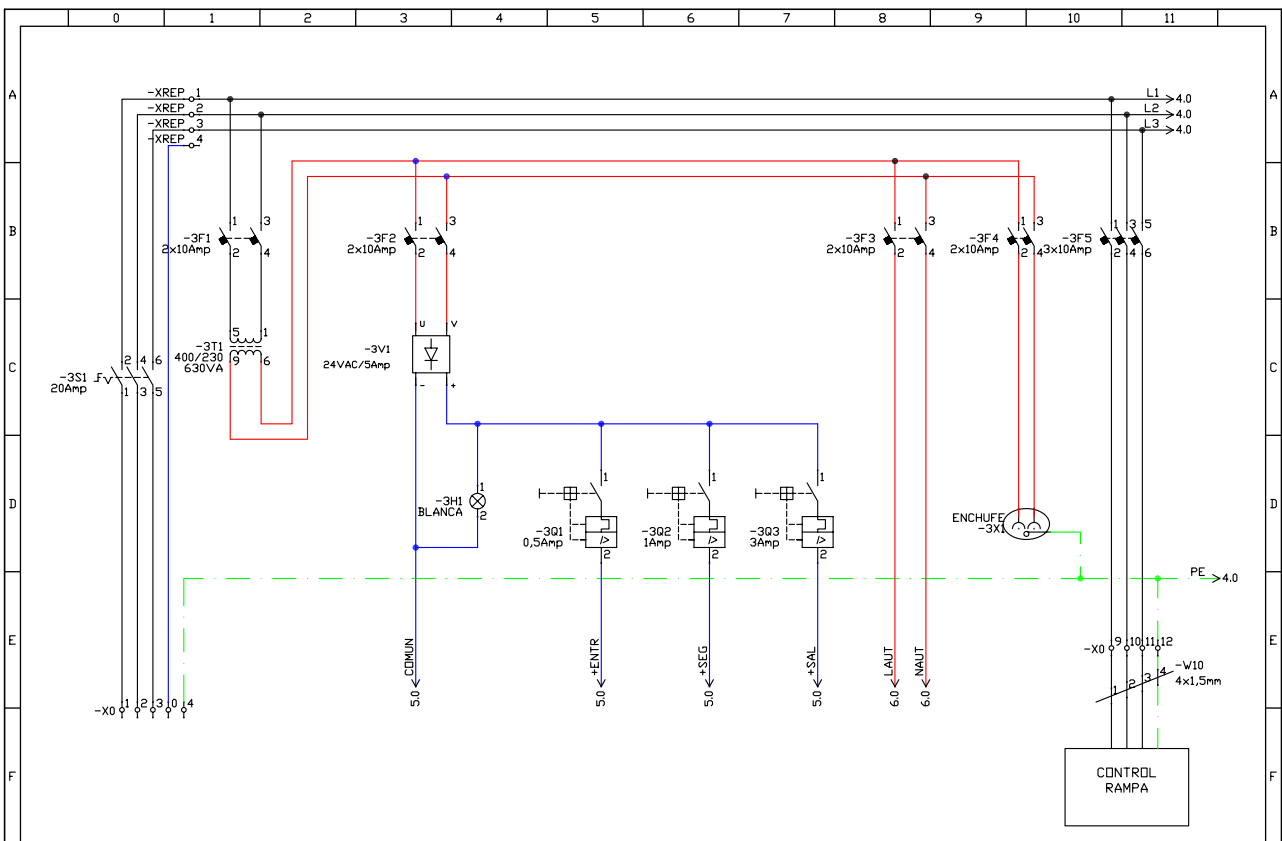 0 1 2 3 4 5 6 7 8 9 10 11
A A
-XREP 1 L1 4.0
-XREP 2 L2 4.0
-XREP 3 L3 4.0
-XREP 4
B B
1 3 1 3 1 3 1 3 1 3 5
-3F1 -3F2 -3F3 -3F4 -3F5
2x10Amp 2x10Amp 2x10Amp 2x10Amp 3x10Amp
2 4 2 4 2 4 2 4 2 4 6
C C
U V
5 1
-3T1
400/230
630VA
9 6
-3V1
24VAC/5Amp
- +
2 4 6
-3S1
20Amp
1 3 5
D D
1 1 1 1
-3H1
BLANCA
2
-3Q1 -3Q2 -3Q3
0,5Amp 1Amp 3Amp
I> I> I>
2 2 2
ENCHUFE
-3X1
PE 4.0
E E
COMUN +ENTR +SEG +SAL LAUT NAUT
5.0 5.0 5.0 5.0 6.0 6.0
-X0 9 10 11 12
-W10
4x1,5mm
1 2 3 4
-X0 1 2 3 0 4
F F
CONTROL
RAMPA